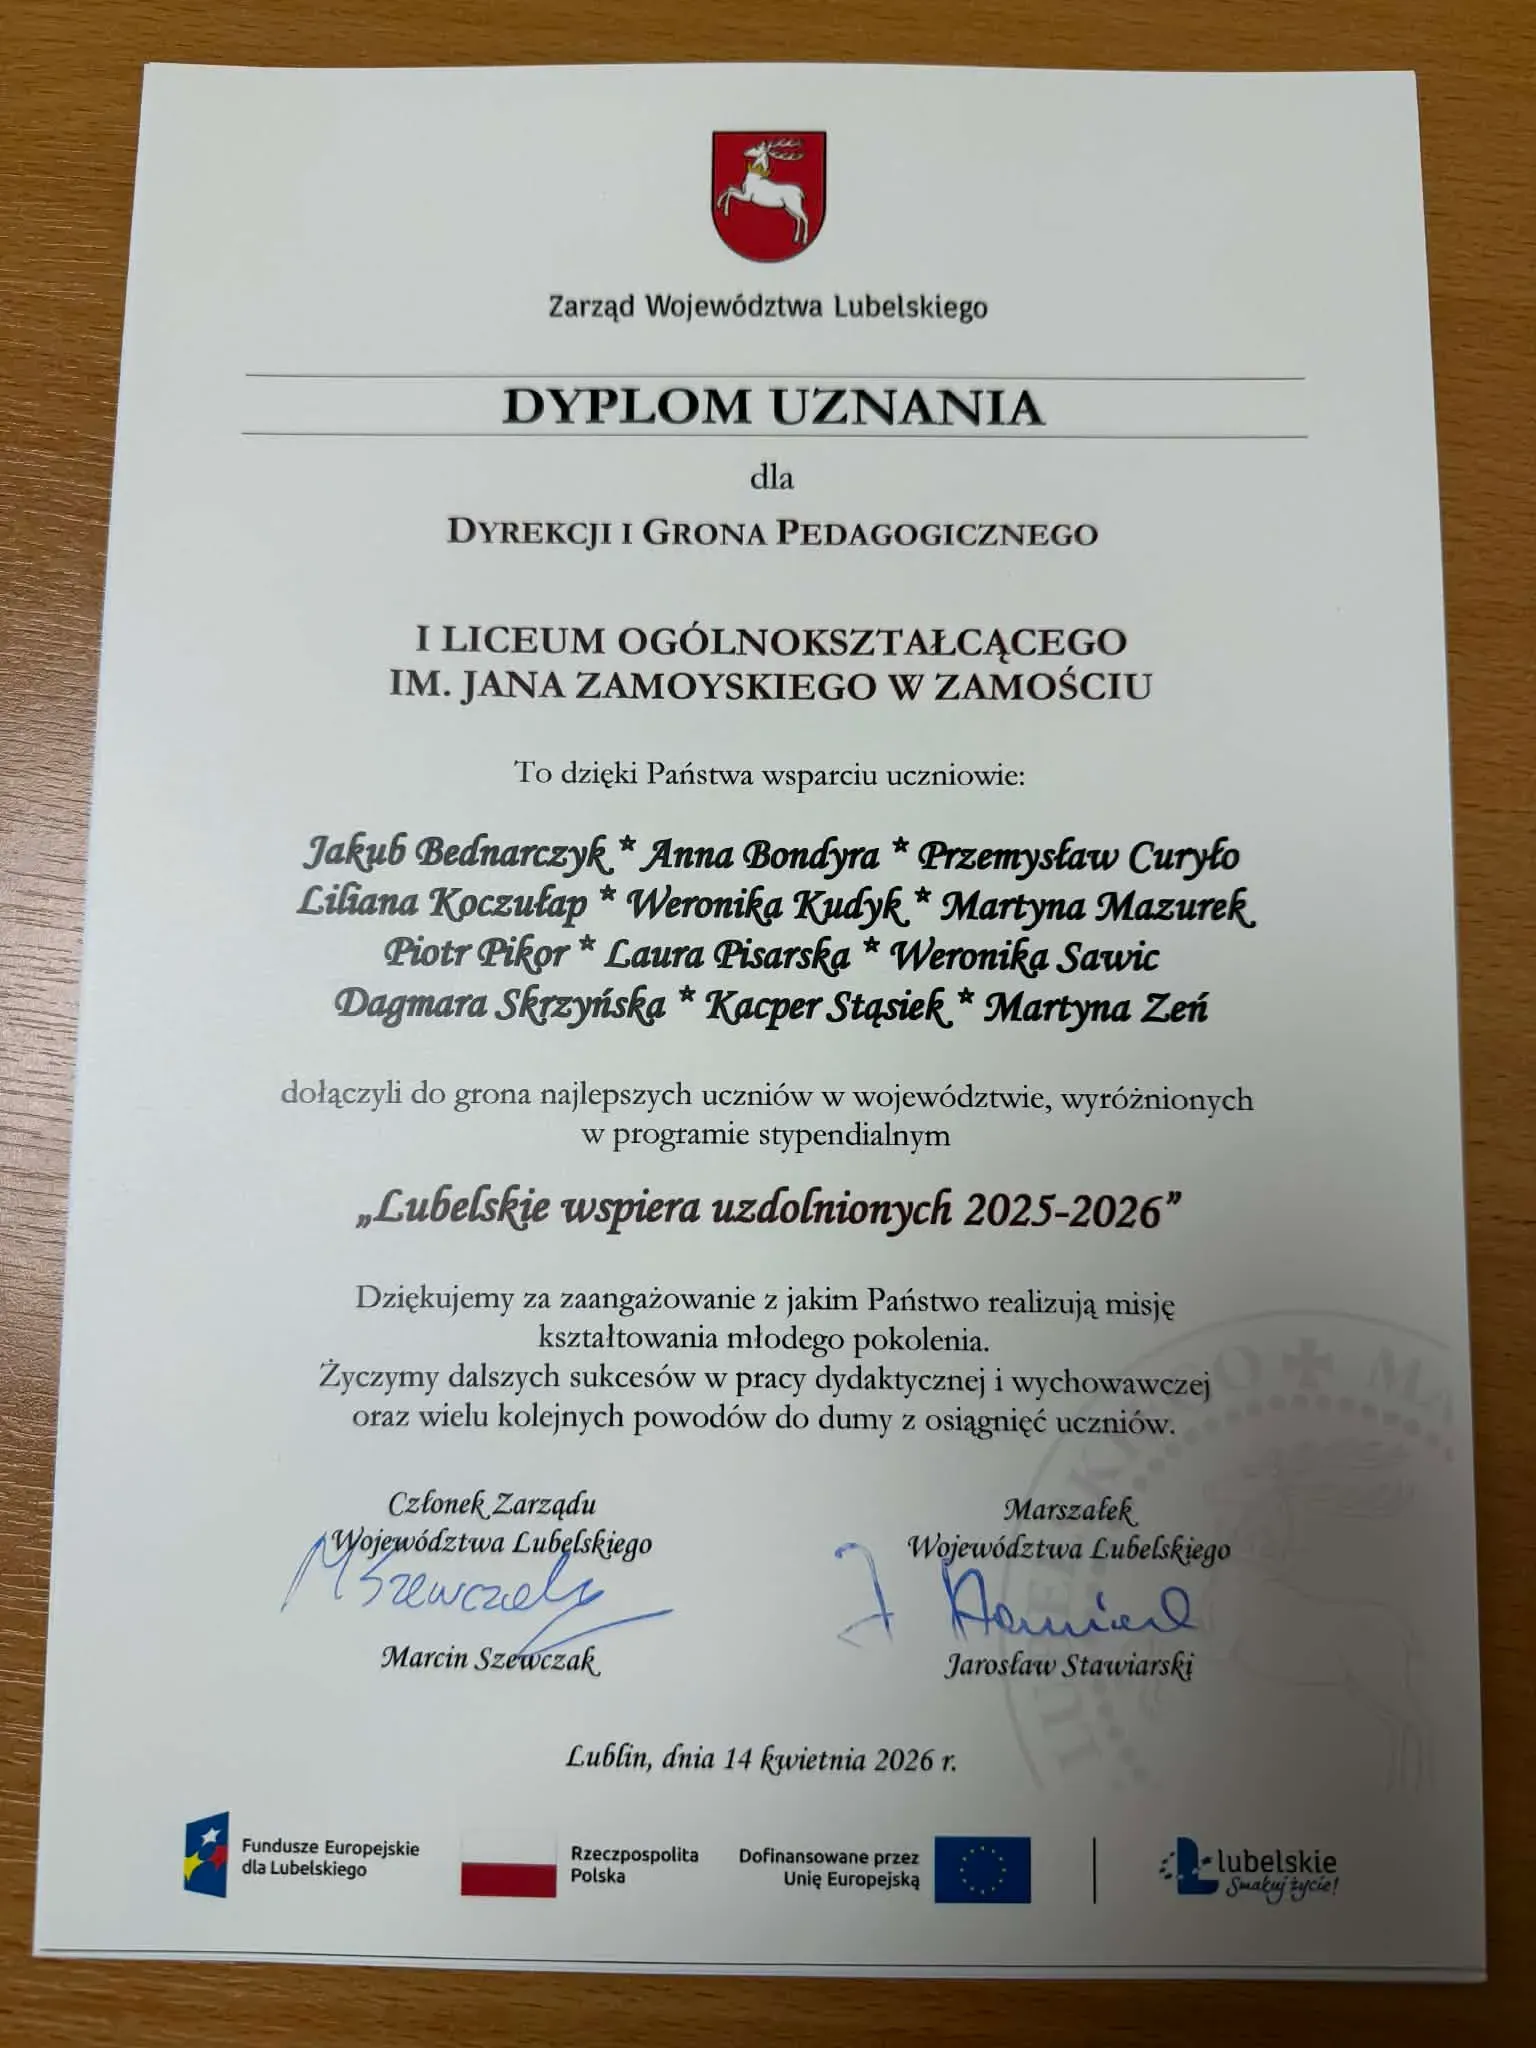 Zarząd Województwa Lubelskiego
DYPLOM UZNANIA
dla
DYREKCJI I GRONA PEDAGOGICZNEGO
I LICEUM OGÓLNOKSZTAŁCĄCEGO
IM. JANA ZAMOYSKIEGO W ZAMOŚCIU
To dzięki Państwa wsparciu uczniowie:
Jakub Bednarczyk * Anna Bondyra * Przemysław Curyło
Liliana Koczułap * Weronika Kudyk * Martyna Mazurek
Piotr Pikor * Laura Pisarska * Weronika Sawic
Dagmara Skrzyńska * Kacper Stąsiek * Martyna Zeń
dołączyli do grona najlepszych uczniów w województwie, wyróżnionych
w programie stypendialnym
„Lubelskie wspiera uzdolnionych 2025-2026”
Dziękujemy za zaangażowanie z jakim Państwo realizują misję
kształtowania młodego pokolenia.
Życzymy dalszych sukcesów w pracy dydaktycznej i wychowawczej
oraz wielu kolejnych powodów do dumy z osiągnięć uczniów.
Członek Zarządu
Województwa Lubelskiego
M Szewczak
Marcin Szewczak
Marszałek
Województwa Lubelskiego
Jarosław Stawiarski
Lublin, dnia 14 kwietnia 2026 r.
Fundusze Europejskie
dla Lubelskiego
Rzeczpospolita
Polska
Dofinansowane przez
Unię Europejską
lubelskie
Smakuj życie!